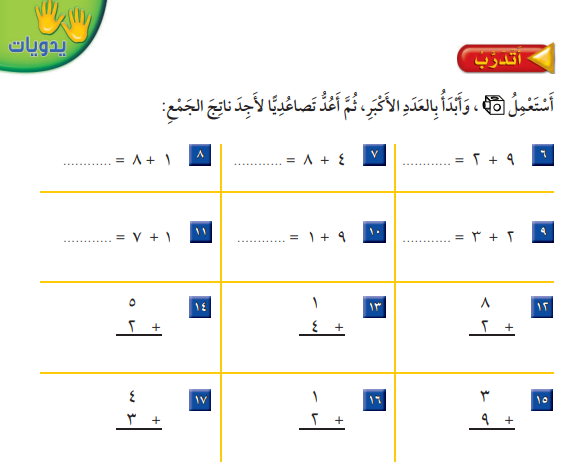 يدويات
أَتَدَرَّبُ
أَسْتَعْمِلُ ، وَأَبْدَأُ بِالعَدَدِ الأَكْبَرِ، ثُمَّ أَعُدُّ تَصاعُدِيًّا لأَجِدَ ناتِجَ الجَمْعِ:
٦ ٩ + ٢ = ............
٧ ٤ + ٨ = ............
٨ ١ + ٨ = ............
٩ ٢ + ٣ = ............
١٠ ٩ + ١ = ............
١١ ١ + ٧ = ............
١٢ ٨
+ ٢
١٣ ١
+ ٤
١٤ ٥
+ ٢
١٥ ٣
+ ٩
١٦ ١
+ ٢
١٧ ٤
+ ٣